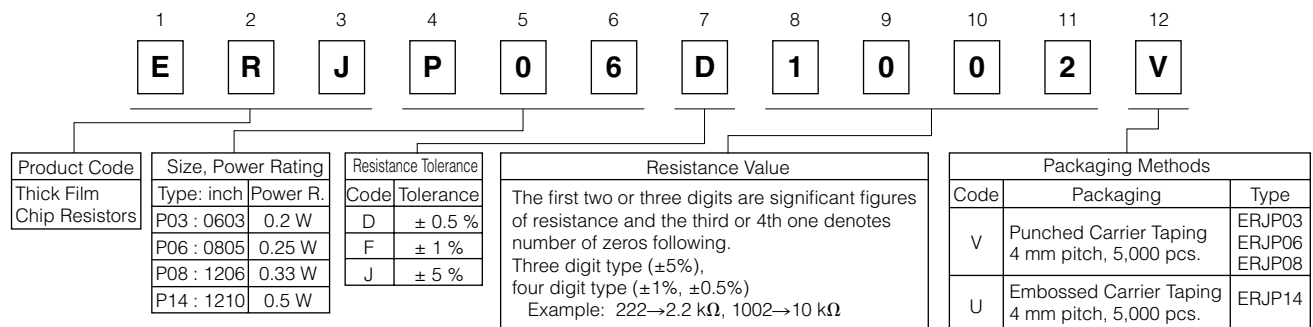 1 2 3 4 5 6 7 8 9 10 11 12
E R J P 0 6 D 1 0 0 2 V
Product Code
Thick Film
Chip Resistors
Size, Power Rating
Type: inch Power R.
P03 : 0603 0.2 W
P06 : 0805 0.25 W
P08 : 1206 0.33 W
P14 : 1210 0.5 W
Resistance Tolerance
Code Tolerance
D ± 0.5 %
F ± 1 %
J ± 5 %
Resistance Value
The first two or three digits are significant figures
of resistance and the third or 4th one denotes
number of zeros following.
Three digit type (±5%),
four digit type (±1%, ±0.5%)
Example: 222→2.2 kΩ, 1002→10 kΩ
Packaging Methods
Code Packaging Type
V Punched Carrier Taping
4 mm pitch, 5,000 pcs.
ERJP03
ERJP06
ERJP08
U Embossed Carrier Taping
4 mm pitch, 5,000 pcs.
ERJP14